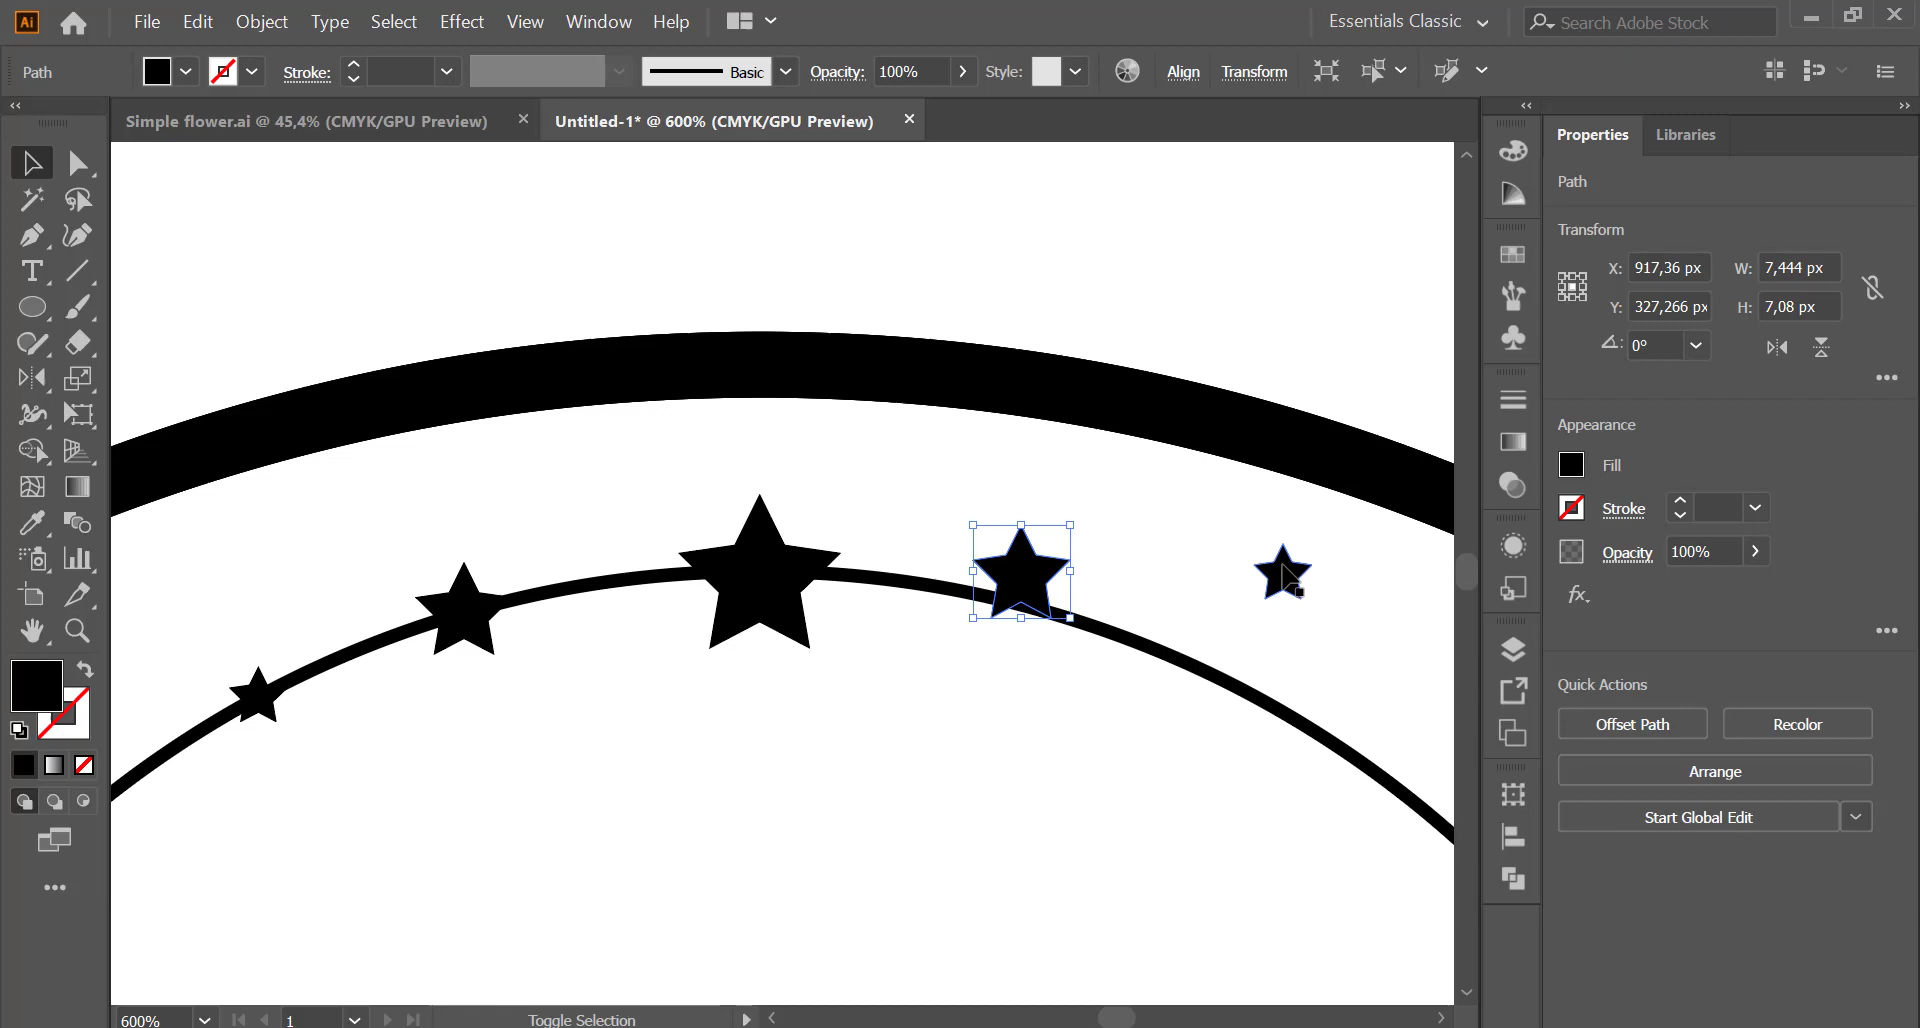 Ai File Edit Object Type Select Effect View Window Help Essentials Classic Search Adobe Stock
Path Stroke: Basic Opacity: 100% Style: Align Transform
Simple flower.ai @ 45,4% (CMYK/GPU Preview) Untitled-1* @ 600% (CMYK/GPU Preview)
Properties Libraries
Path
Transform
X: 917,36 px W: 7,444 px
Y: 327,266 px H: 7,08 px
0°
Appearance
Fill
Stroke
Opacity 100%
fx.
Quick Actions
Offset Path Recolor
Arrange
Start Global Edit
600% 1 Toggle Selection